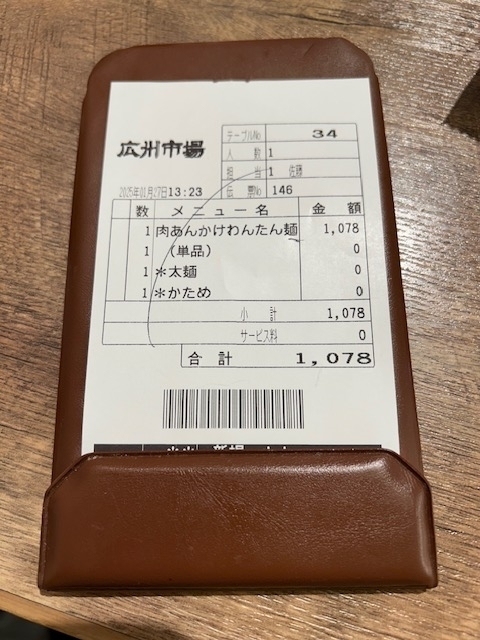 広州市場
テーブルNo 34
人 数 1
担 当 1 佐藤
2025年01月27日13:23 伝 票No 146
数 メニュー名 金 額
1 肉あんかけわんたん麺 1,078
1 (単品) 0
1 *太麺 0
1 *かため 0
小 計 1,078
サービス料 0
合 計 1,078